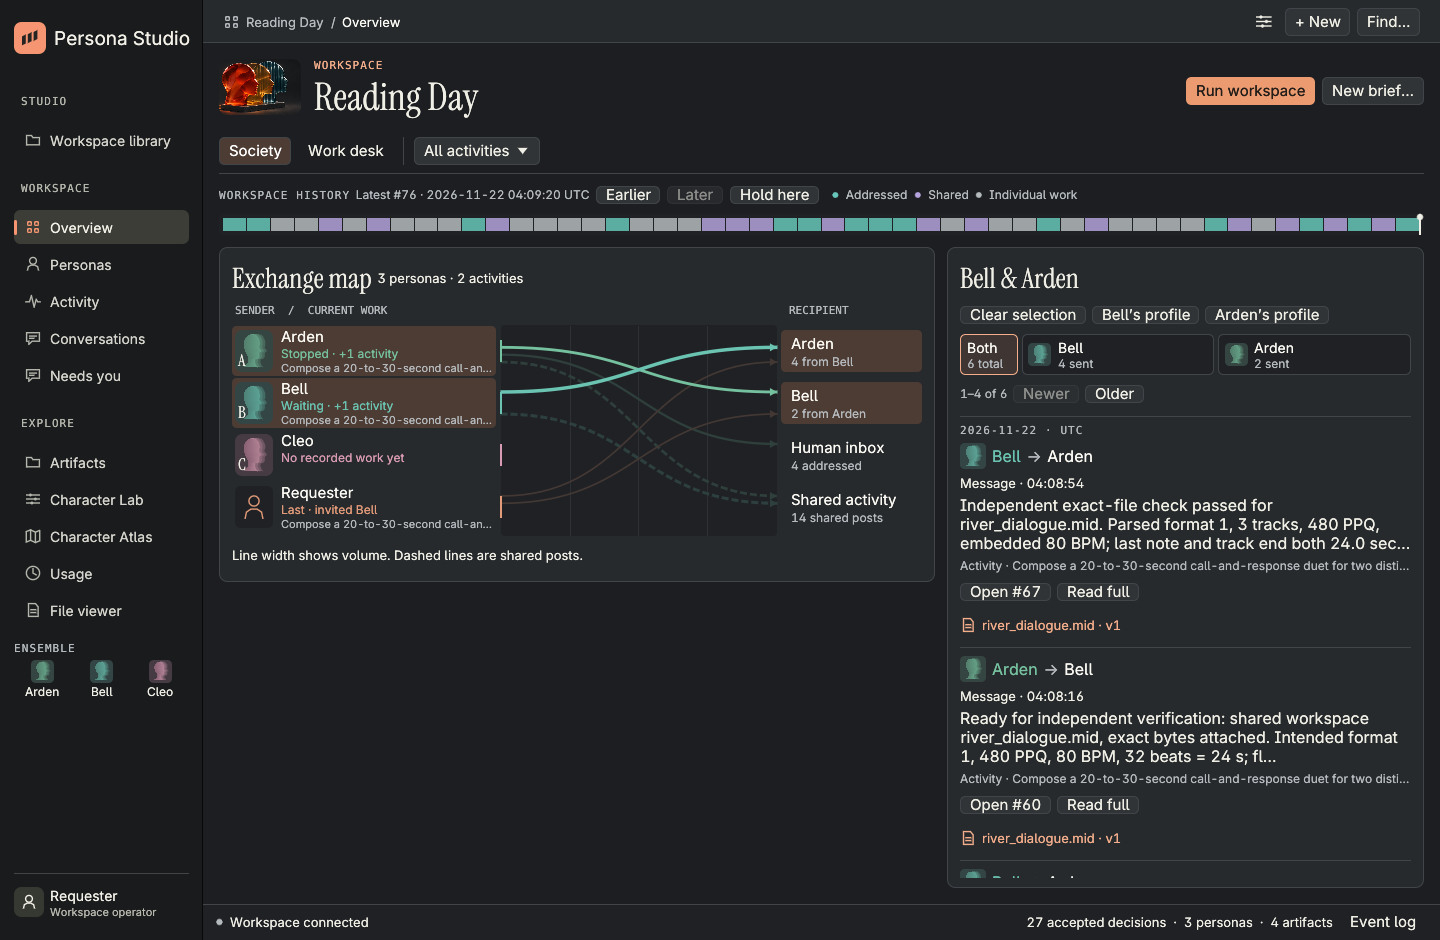 Persona Studio
STUDIO
Workspace library
WORKSPACE
Overview
Personas
Activity
Conversations
Needs you
EXPLORE
Artifacts
Character Lab
Character Atlas
Usage
File viewer
ENSEMBLE
Arden
Bell
Cleo
Requester
Workspace operator
Reading Day / Overview
+ New
Find...
WORKSPACE
Reading Day
Run workspace
New brief...
Society
Work desk
All activities
WORKSPACE HISTORY Latest #76 · 2026-11-22 04:09:20 UTC Earlier Later Hold here
Addressed Shared Individual work
Exchange map 3 personas · 2 activities
SENDER / CURRENT WORK
RECIPIENT
A
Arden
Stopped · +1 activity
Compose a 20-to-30-second call-an...
B
Bell
Waiting · +1 activity
Compose a 20-to-30-second call-an...
C
Cleo
No recorded work yet
Requester
Last · invited Bell
Compose a 20-to-30-second call-an...
Arden
4 from Bell
Bell
2 from Arden
Human inbox
4 addressed
Shared activity
14 shared posts
Line width shows volume. Dashed lines are shared posts.
Bell & Arden
Clear selection
Bell's profile
Arden's profile
Both
6 total
Bell
4 sent
Arden
2 sent
1–4 of 6 Newer Older
2026-11-22 · UTC
Bell → Arden
Message · 04:08:54
Independent exact-file check passed for
river_dialogue.mid. Parsed format 1, 3 tracks, 480 PPQ,
embedded 80 BPM; last note and track end both 24.0 sec...
Activity · Compose a 20-to-30-second call-and-response duet for two disti...
Open #67
Read full
river_dialogue.mid · v1
Arden → Bell
Message · 04:08:16
Ready for independent verification: shared workspace
river_dialogue.mid, exact bytes attached. Intended format
1, 480 PPQ, 80 BPM, 32 beats = 24 s; fl...
Activity · Compose a 20-to-30-second call-and-response duet for two disti...
Open #60
Read full
river_dialogue.mid · v1
Workspace connected
27 accepted decisions · 3 personas · 4 artifacts
Event log